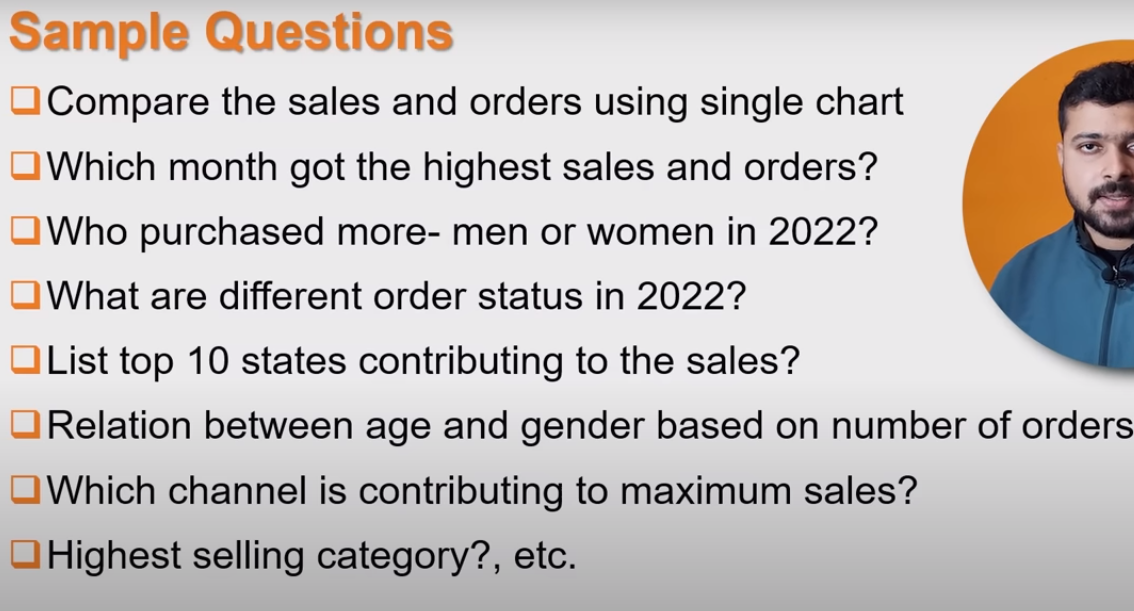 Sample Questions
Compare the sales and orders using single chart
Which month got the highest sales and orders?
Who purchased more- men or women in 2022?
What are different order status in 2022?
List top 10 states contributing to the sales?
Relation between age and gender based on number of orders
Which channel is contributing to maximum sales?
Highest selling category?, etc.